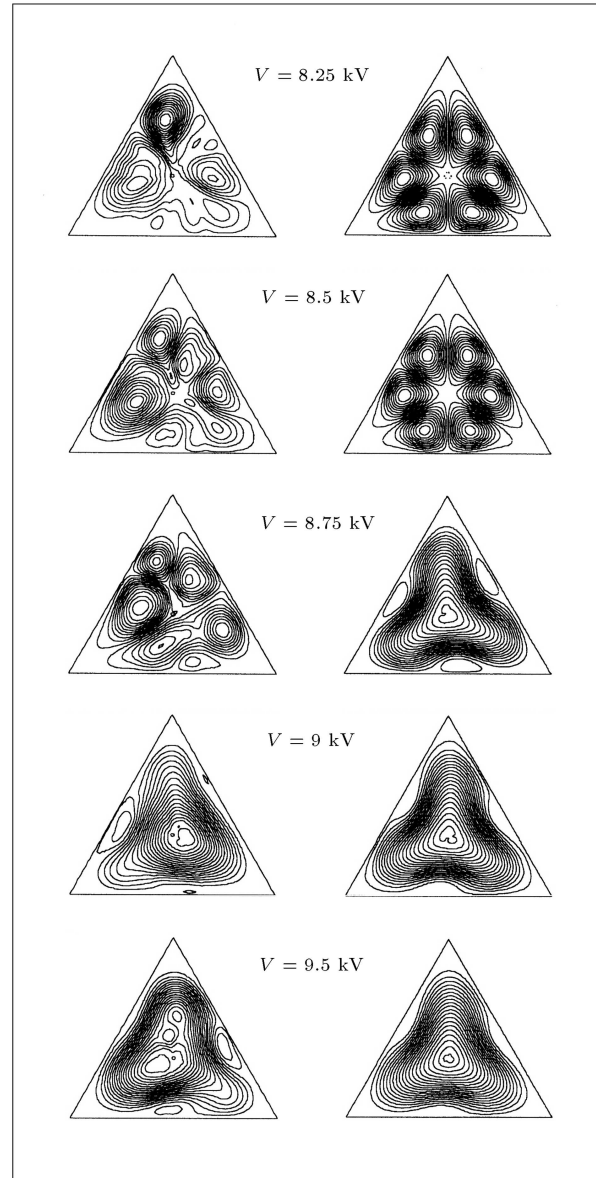 V = 8.25 kV
V = 8.5 kV
V = 8.75 kV
V = 9 kV
V = 9.5 kV